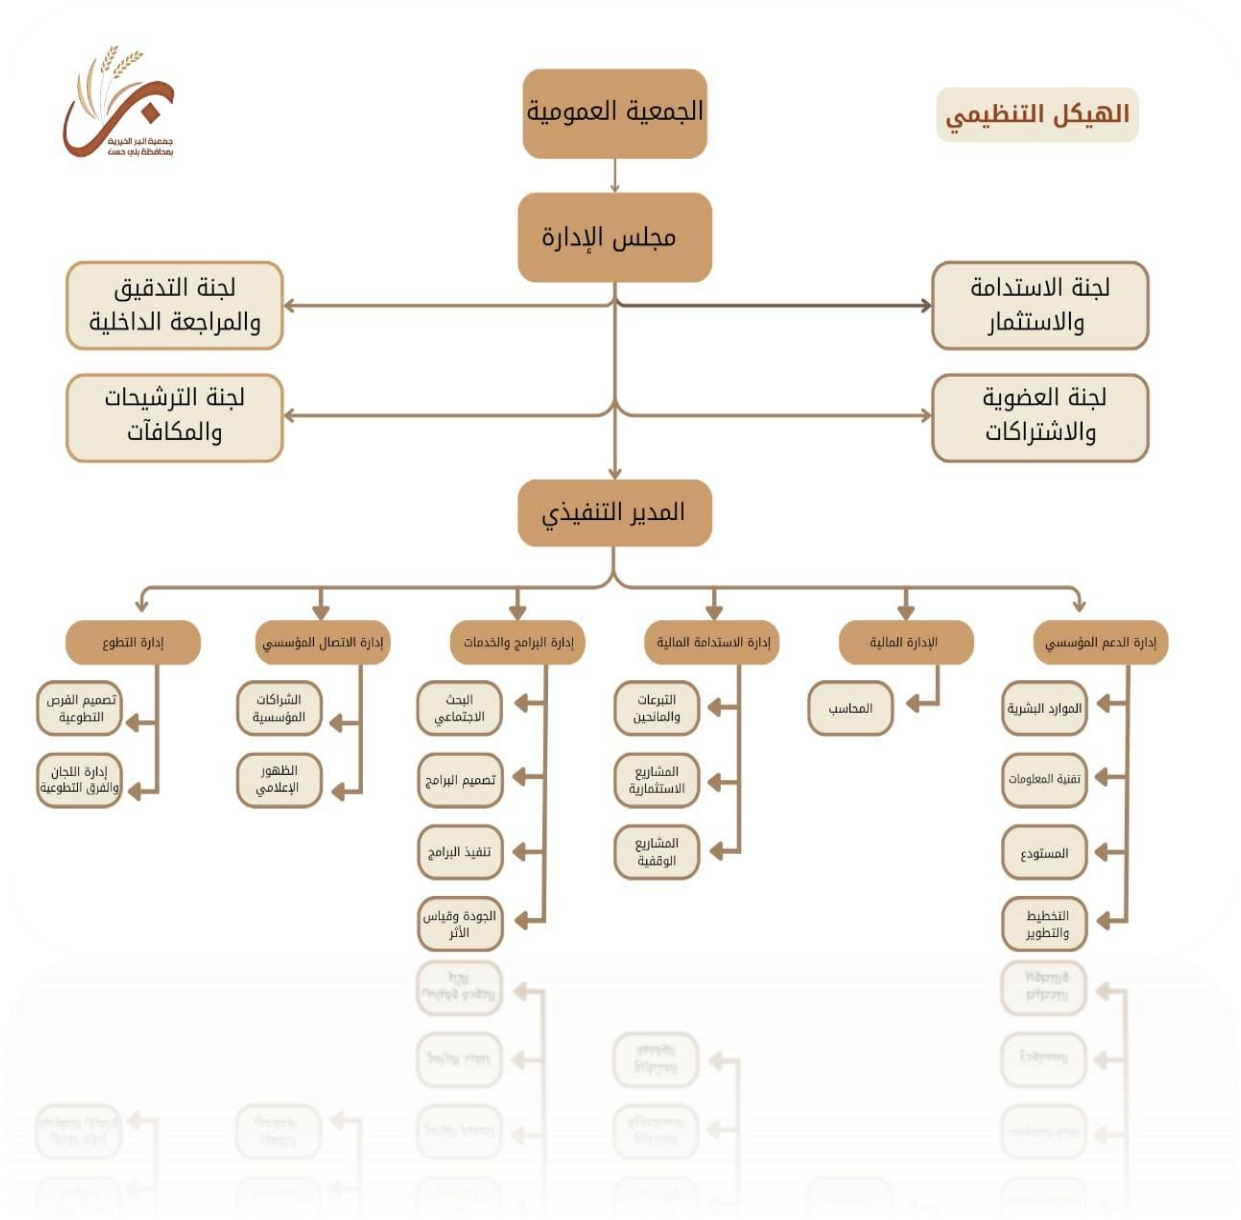 الهيكل التنظيمي
جمعية البر الخيرية
بمحافظة بني حسن
الجمعية العمومية
مجلس الإدارة
لجنة الاستدامة
والاستثمار
لجنة التدقيق
والمراجعة الداخلية
لجنة العضوية
والاشتراكات
لجنة الترشيحات
والمكافآت
المدير التنفيذي
إدارة الدعم المؤسسي
الموارد البشرية
تقنية المعلومات
المستودع
التخطيط
والتطوير
الإدارة المالية
المحاسب
إدارة الاستدامة المالية
التبرعات
والمانحين
المشاريع
الاستثمارية
المشاريع
الوقفية
إدارة البرامج والخدمات
البحث
الاجتماعي
تصميم البرامج
تنفيذ البرامج
الجودة وقياس
الأثر
إدارة الاتصال المؤسسي
الشراكات
المؤسسية
الظهور
الإعلامي
إدارة التطوع
تصميم الفرص
التطوعية
إدارة اللجان
والفرق التطوعية